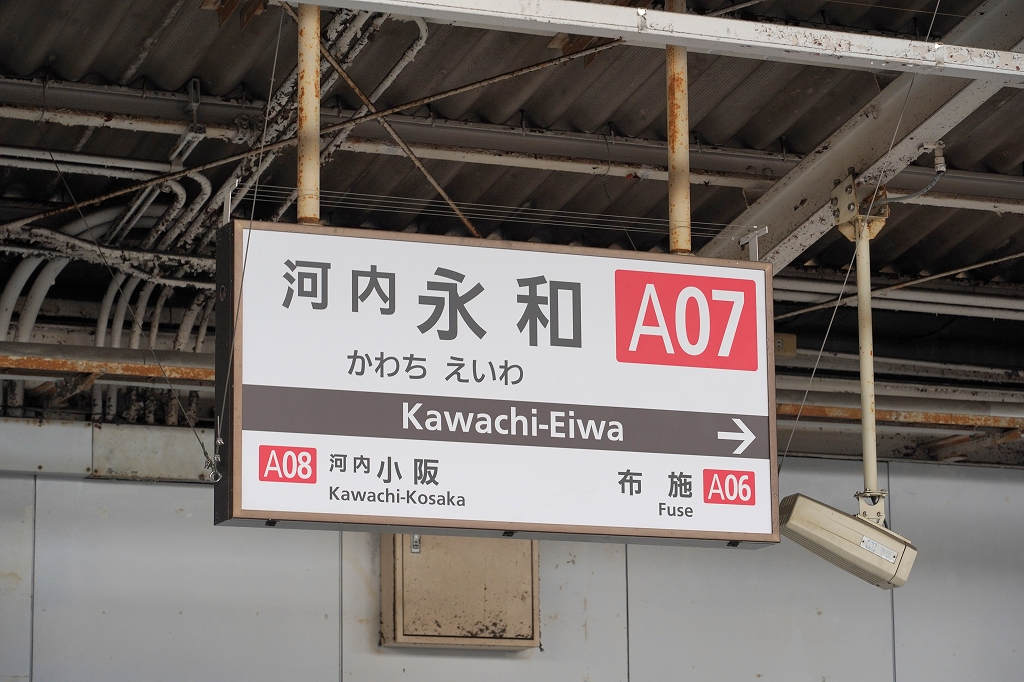 河内永和 A07
かわち えいわ
Kawachi-Eiwa →
A08 河内小阪 布施 A06
Kawachi-Kosaka Fuse